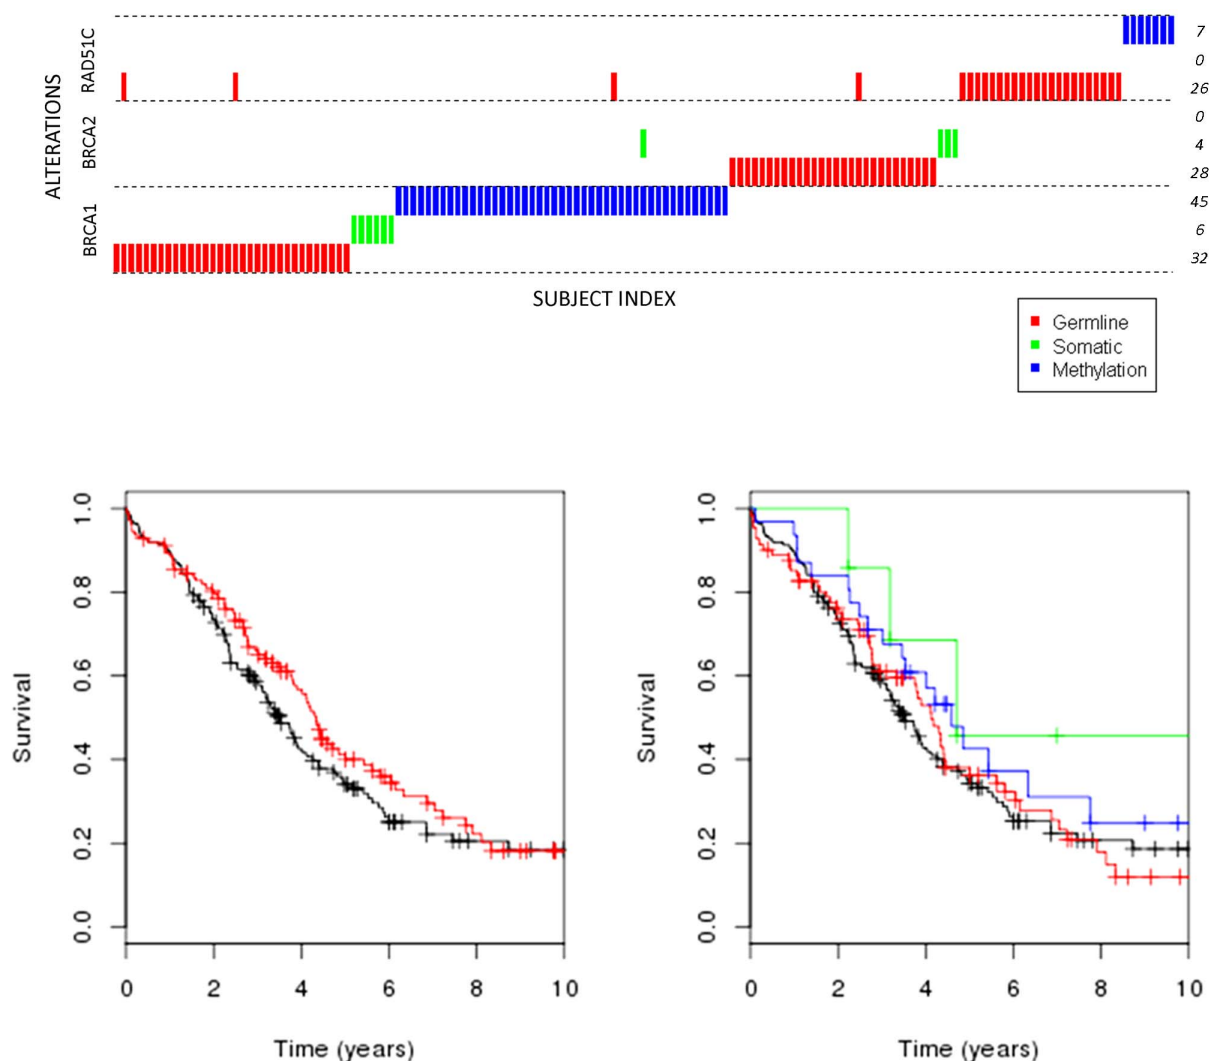 RAD51C
BRCA2
BRCA1
ALTERATIONS
7
0
26
0
4
28
45
6
32
SUBJECT INDEX
Germline
Somatic
Methylation
Survival
1.0
0.8
0.6
0.4
0.2
0.0
0 2 4 6 8 10
Time (years)
Survival
1.0
0.8
0.6
0.4
0.2
0.0
0 2 4 6 8 10
Time (years)